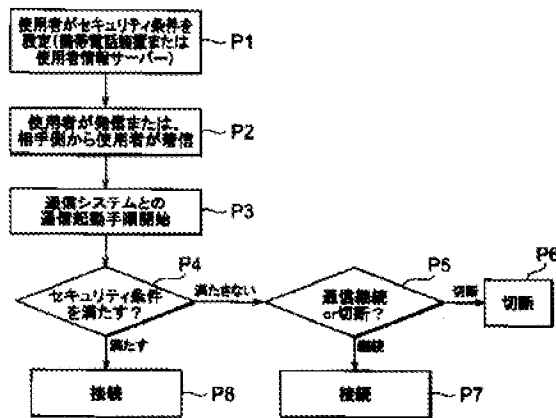 使用者がセキュリティ条件を
設定(携帯電話装置または
使用者情報サーバー)
P1
使用者が発信または、
相手側から使用者が着信
P2
通信システムとの
通信起動手順開始
P3
P4
セキュリティ条件
を満たす?
満たさない
満たす
P5
通信継続
or切断?
切断
継続
P6
切断
接続
P8
接続
P7